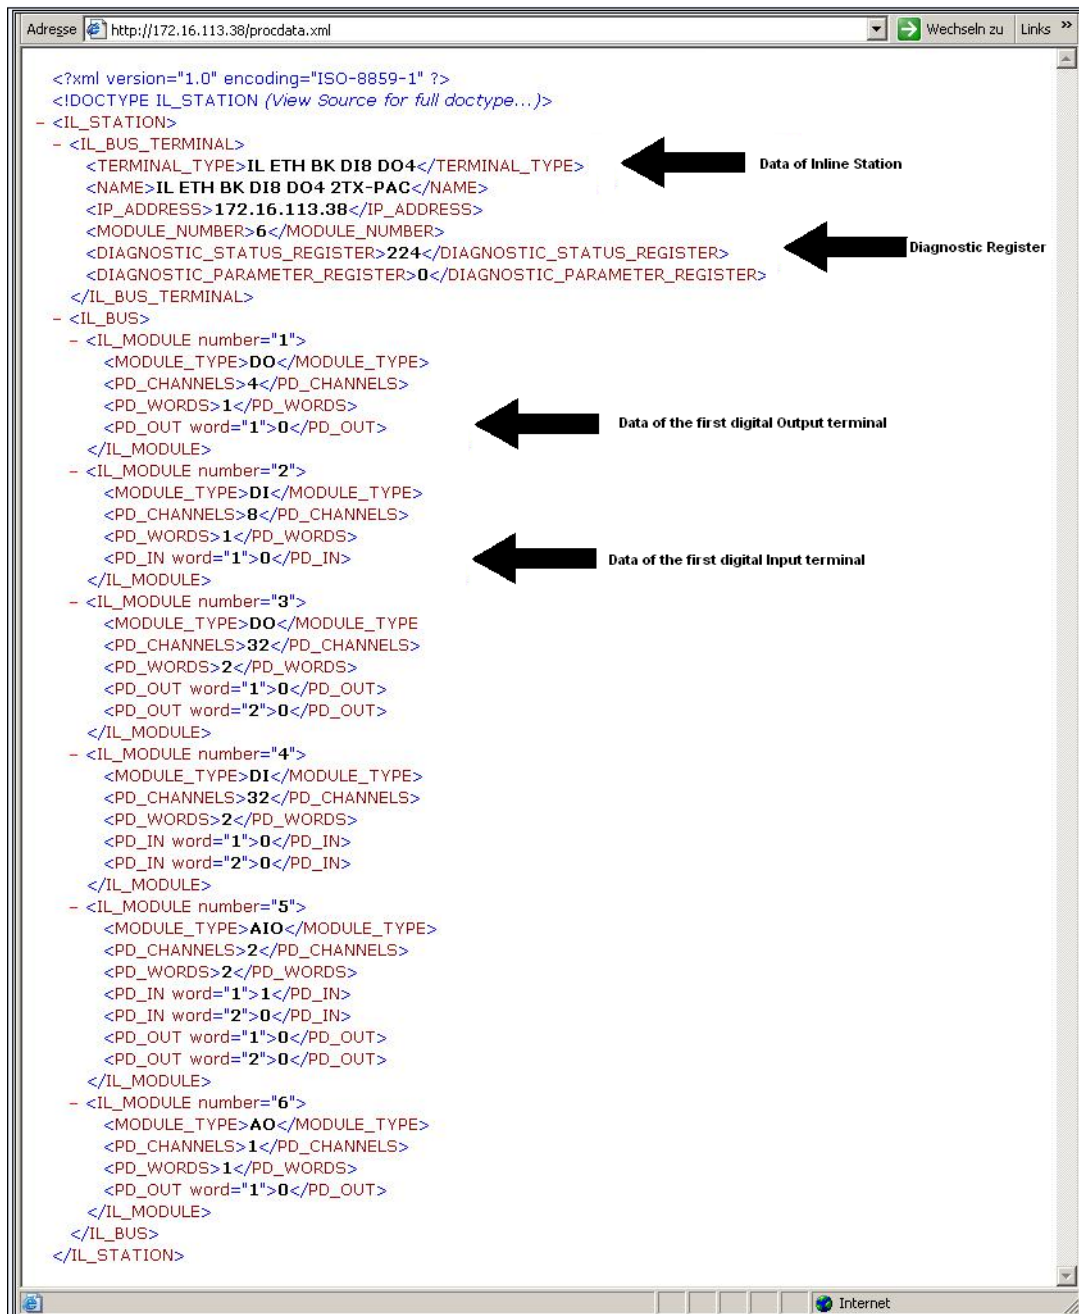 Adresse http://172.16.113.38/procdata.xml Wechseln zu Links »
<?xml version="1.0" encoding="ISO-8859-1" ?>
<!DOCTYPE IL_STATION (View Source for full doctype...)>
- <IL_STATION>
- <IL_BUS_TERMINAL>
<TERMINAL_TYPE>IL ETH BK DI8 DO4</TERMINAL_TYPE> Data of Inline Station
<NAME>IL ETH BK DI8 DO4 2TX-PAC</NAME>
<IP_ADDRESS>172.16.113.38</IP_ADDRESS>
<MODULE_NUMBER>6</MODULE_NUMBER>
<DIAGNOSTIC_STATUS_REGISTER>224</DIAGNOSTIC_STATUS_REGISTER> Diagnostic Register
<DIAGNOSTIC_PARAMETER_REGISTER>0</DIAGNOSTIC_PARAMETER_REGISTER>
</IL_BUS_TERMINAL>
- <IL_BUS>
- <IL_MODULE number="1">
<MODULE_TYPE>DO</MODULE_TYPE>
<PD_CHANNELS>4</PD_CHANNELS>
<PD_WORDS>1</PD_WORDS>
<PD_OUT word="1">0</PD_OUT> Data of the first digital Output terminal
</IL_MODULE>
- <IL_MODULE number="2">
<MODULE_TYPE>DI</MODULE_TYPE>
<PD_CHANNELS>8</PD_CHANNELS>
<PD_WORDS>1</PD_WORDS>
<PD_IN word="1">0</PD_IN> Data of the first digital Input terminal
</IL_MODULE>
- <IL_MODULE number="3">
<MODULE_TYPE>DO</MODULE_TYPE
<PD_CHANNELS>32</PD_CHANNELS>
<PD_WORDS>2</PD_WORDS>
<PD_OUT word="1">0</PD_OUT>
<PD_OUT word="2">0</PD_OUT>
</IL_MODULE>
- <IL_MODULE number="4">
<MODULE_TYPE>DI</MODULE_TYPE>
<PD_CHANNELS>32</PD_CHANNELS>
<PD_WORDS>2</PD_WORDS>
<PD_IN word="1">0</PD_IN>
<PD_IN word="2">0</PD_IN>
</IL_MODULE>
- <IL_MODULE number="5">
<MODULE_TYPE>AIO</MODULE_TYPE>
<PD_CHANNELS>2</PD_CHANNELS>
<PD_WORDS>2</PD_WORDS>
<PD_IN word="1">1</PD_IN>
<PD_IN word="2">0</PD_IN>
<PD_OUT word="1">0</PD_OUT>
<PD_OUT word="2">0</PD_OUT>
</IL_MODULE>
- <IL_MODULE number="6">
<MODULE_TYPE>AO</MODULE_TYPE>
<PD_CHANNELS>1</PD_CHANNELS>
<PD_WORDS>1</PD_WORDS>
<PD_OUT word="1">0</PD_OUT>
</IL_MODULE>
</IL_BUS>
</IL_STATION>
Internet